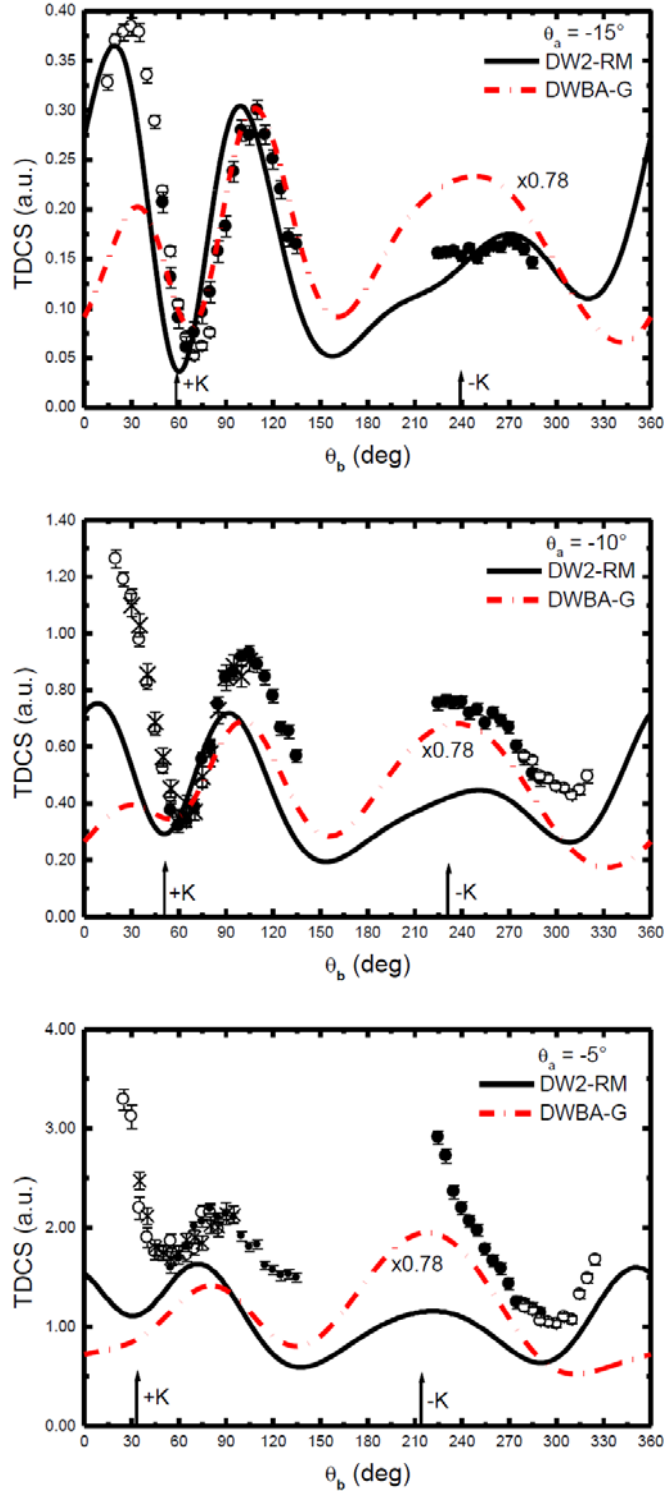 θa = -15°
DW2-RM
DWBA-G
x0.78
TDCS (a.u.)
0.40
0.35
0.30
0.25
0.20
0.15
0.10
0.05
0.00
+K
-K
0 30 60 90 120 150 180 210 240 270 300 330 360
θb (deg)
θa = -10°
DW2-RM
DWBA-G
x0.78
TDCS (a.u.)
1.40
1.20
1.00
0.80
0.60
0.40
0.20
0.00
+K
-K
0 30 60 90 120 150 180 210 240 270 300 330 360
θb (deg)
θa = -5°
DW2-RM
DWBA-G
x0.78
TDCS (a.u.)
4.00
3.00
2.00
1.00
0.00
+K
-K
0 30 60 90 120 150 180 210 240 270 300 330 360
θb (deg)